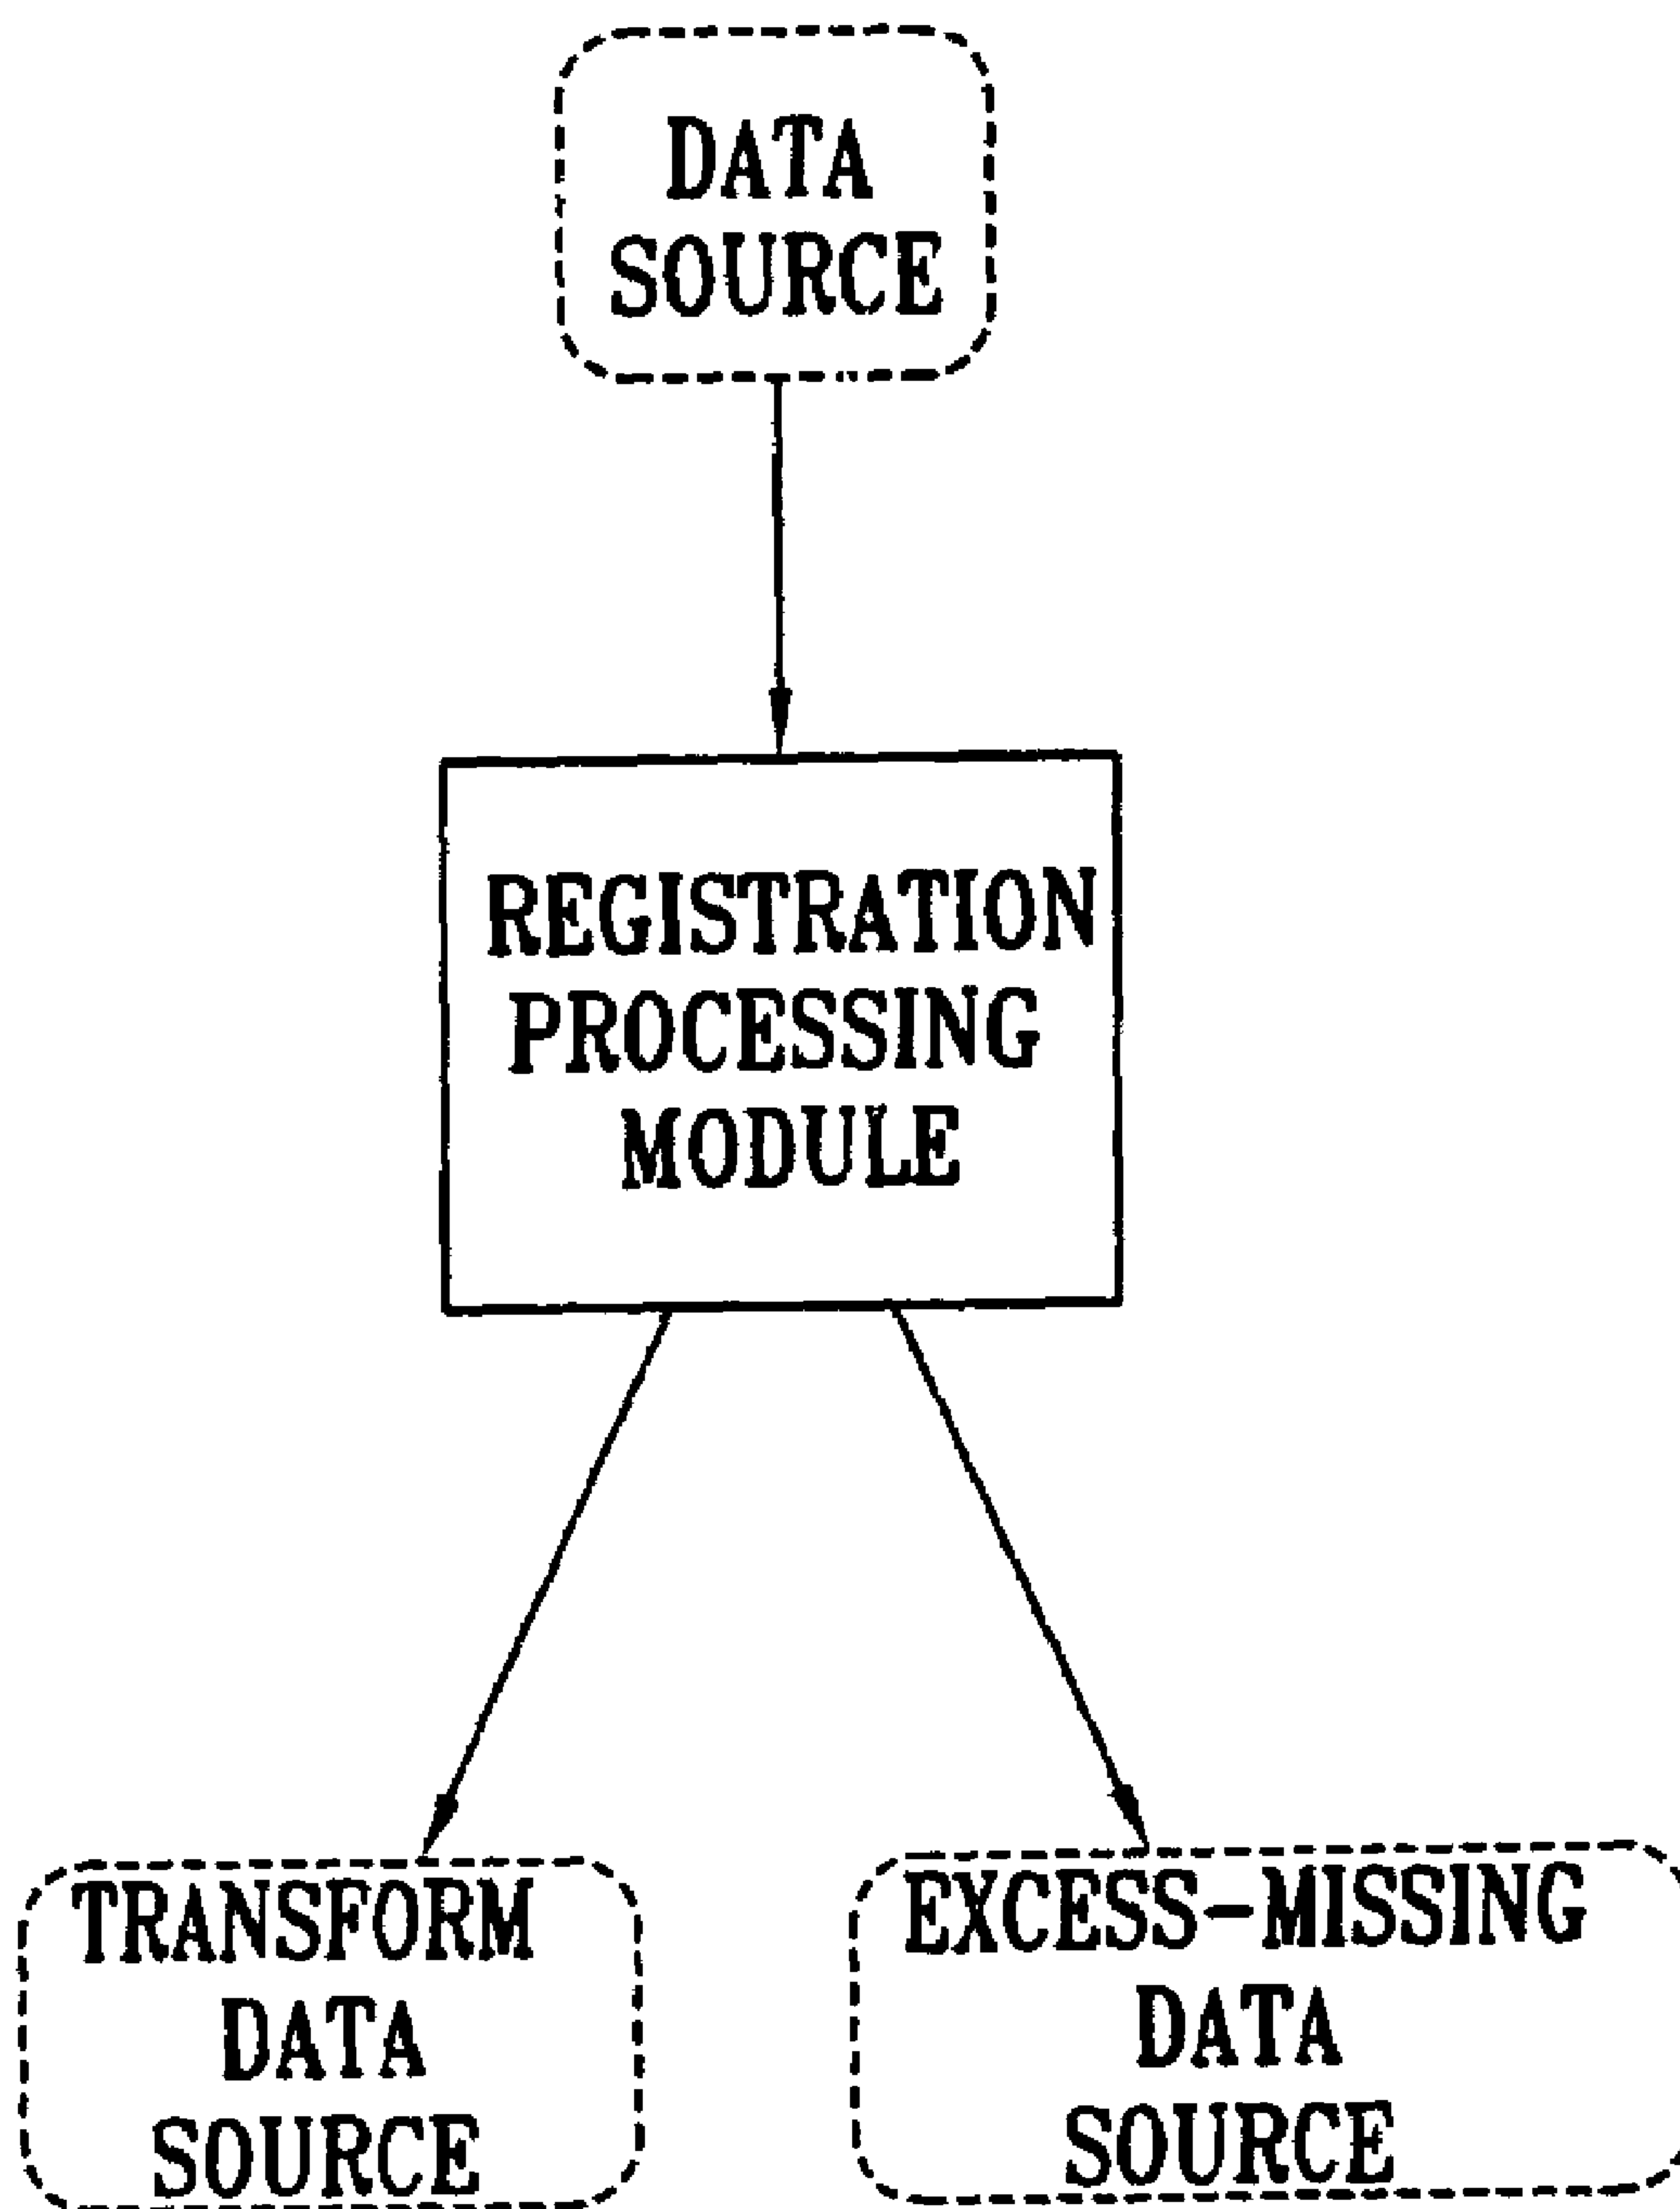 DATA
SOURCE
REGISTRATION
PROCESSING
MODULE
TRANSFORM
DATA
SOURCE
EXCESS-MISSING
DATA
SOURCE